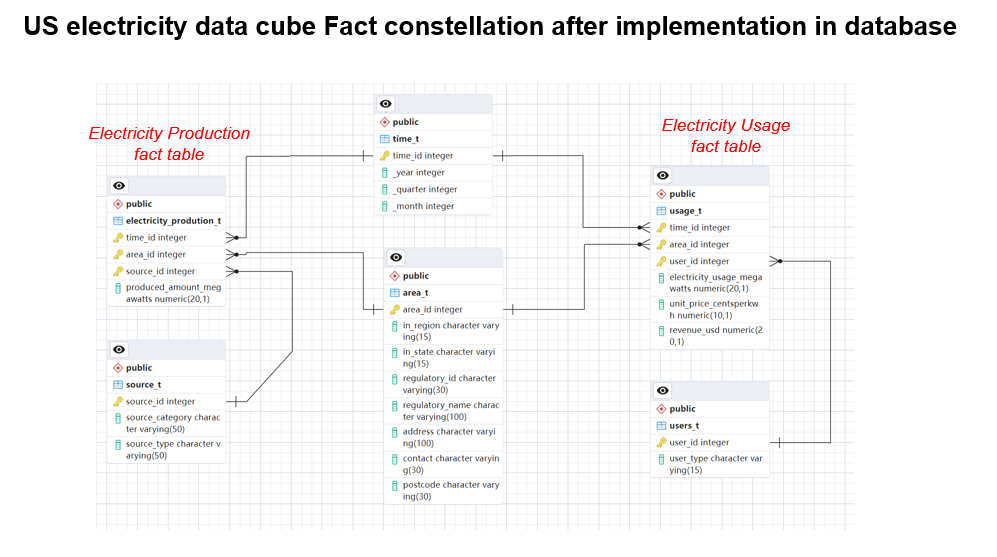 US electricity data cube Fact constellation after implementation in database
Electricity Production
fact table
public
electricity_prodution_t
time_id integer
area_id integer
source_id integer
produced_amount_meg
awatts numeric(20,1)
public
source_t
source_id integer
source_category charac
ter varying(50)
source_type character v
arying(50)
public
time_t
time_id integer
_year integer
_quarter integer
_month integer
public
area_t
area_id integer
in_region character vary
ing(15)
in_state character varyi
ng(15)
regulatory_id character
varying(30)
regulatory_name charac
ter varying(100)
address character varyi
ng(100)
contact character varyin
g(30)
postcode character vary
ing(30)
Electricity Usage
fact table
public
usage_t
time_id integer
area_id integer
user_id integer
electricity_usage_mega
watts numeric(20,1)
unit_price_centsperkw
h numeric(10,1)
revenue_usd numeric(2
0,1)
public
users_t
user_id integer
user_type character var
ying(15)